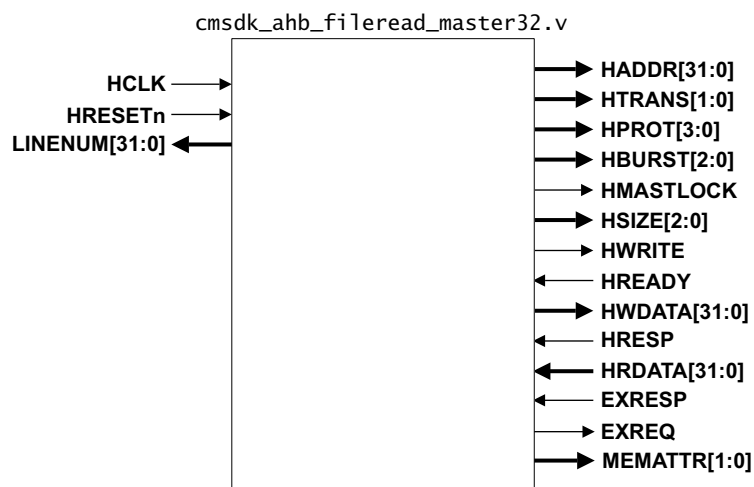 cmsdk_ahb_fileread_master32.v
HCLK
HRESETn
LINENUM[31:0]
HADDR[31:0]
HTRANS[1:0]
HPROT[3:0]
HBURST[2:0]
HMASTLOCK
HSIZE[2:0]
HWRITE
HREADY
HWDATA[31:0]
HRESP
HRDATA[31:0]
EXRESP
EXREQ
MEMATTR[1:0]